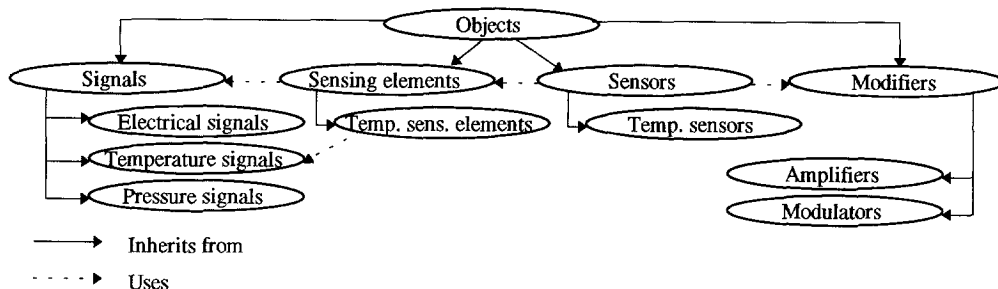 Objects
Signals
Sensing elements
Sensors
Modifiers
Electrical signals
Temp. sens. elements
Temp. sensors
Temperature signals
Amplifiers
Pressure signals
Modulators
Inherits from
Uses